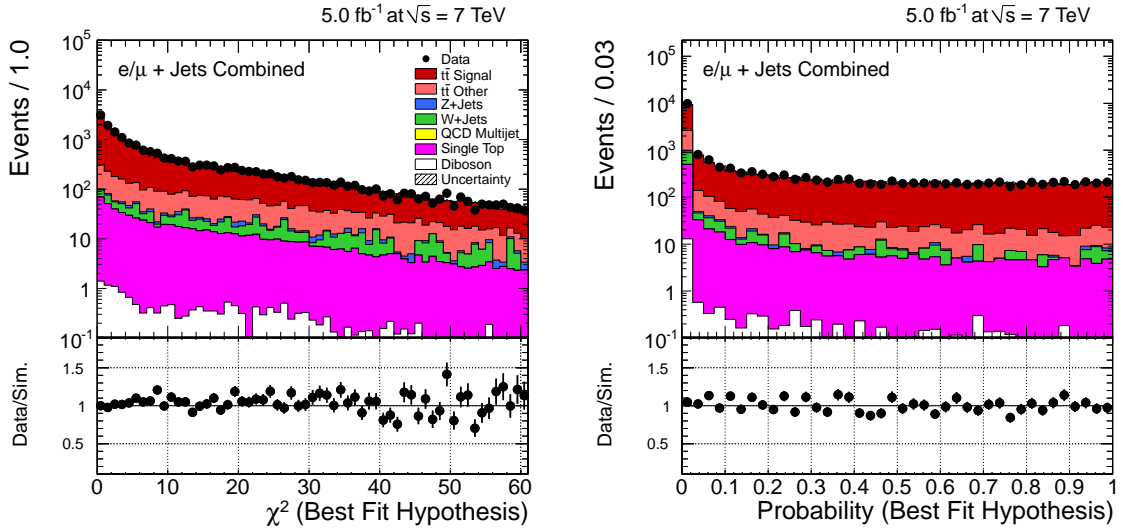 5.0 fb⁻¹ at √s = 7 TeV
Events / 1.0
10⁵
10⁴
10³
10²
10
1
10⁻¹
e/μ + Jets Combined
Data
tt̄ Signal
tt̄ Other
Z+Jets
W+Jets
QCD Multijet
Single Top
Diboson
Uncertainty
Data/Sim.
1.5
1
0.5
0 10 20 30 40 50 60
χ² (Best Fit Hypothesis)
5.0 fb⁻¹ at √s = 7 TeV
Events / 0.03
10⁵
10⁴
10³
10²
10
1
10⁻¹
e/μ + Jets Combined
Data/Sim.
1.5
1
0.5
0 0.1 0.2 0.3 0.4 0.5 0.6 0.7 0.8 0.9 1
Probability (Best Fit Hypothesis)